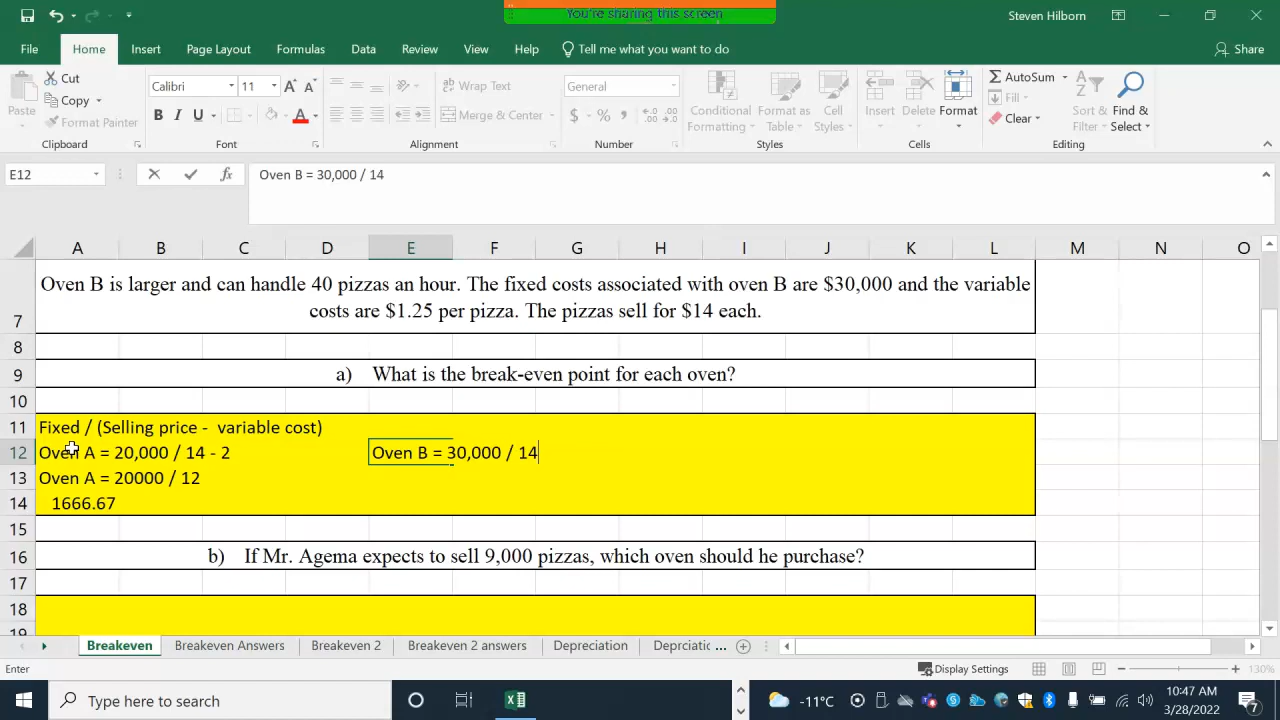 You're sharing this screen
Steven Hilborn
File Home Insert Page Layout Formulas Data Review View Help Tell me what you want to do Share
Paste
Cut
Copy
Format Painter
Clipboard
Calibri 11
B I U
Font
Wrap Text
Merge & Center
Alignment
General
$ % ,
Number
Conditional Formatting
Format as Table
Cell Styles
Styles
Insert Delete Format
Cells
AutoSum
Fill
Clear
Sort & Filter
Find & Select
Editing
E12 fx Oven B = 30,000 / 14
A B C D E F G H I J K L M N O
7 Oven B is larger and can handle 40 pizzas an hour. The fixed costs associated with oven B are $30,000 and the variable
costs are $1.25 per pizza. The pizzas sell for $14 each.
8
9 a) What is the break-even point for each oven?
10
11 Fixed / (Selling price - variable cost)
12 Oven A = 20,000 / 14 - 2 Oven B = 30,000 / 14
13 Oven A = 20000 / 12
14 1666.67
15
16 b) If Mr. Agema expects to sell 9,000 pizzas, which oven should he purchase?
17
18
19
Breakeven Breakeven Answers Breakeven 2 Breakeven 2 answers Depreciation Deprciatic ...
Enter Display Settings 130%
Type here to search -11°C 10:47 AM
3/28/2022 7